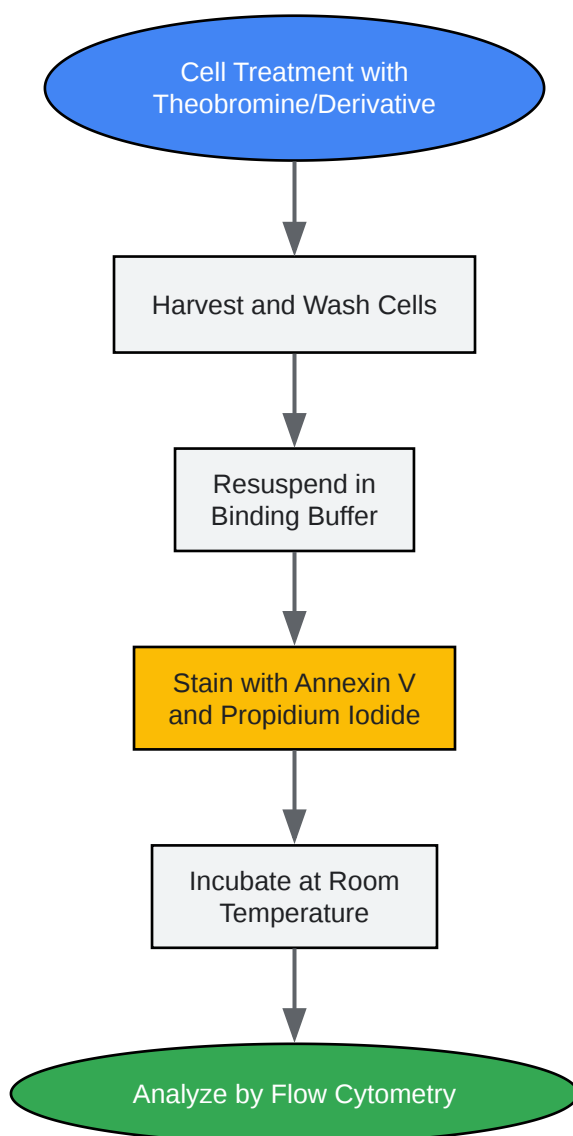 Cell Treatment with
Theobromine/Derivative
Harvest and Wash Cells
Resuspend in
Binding Buffer
Stain with Annexin V
and Propidium Iodide
Incubate at Room
Temperature
Analyze by Flow Cytometry